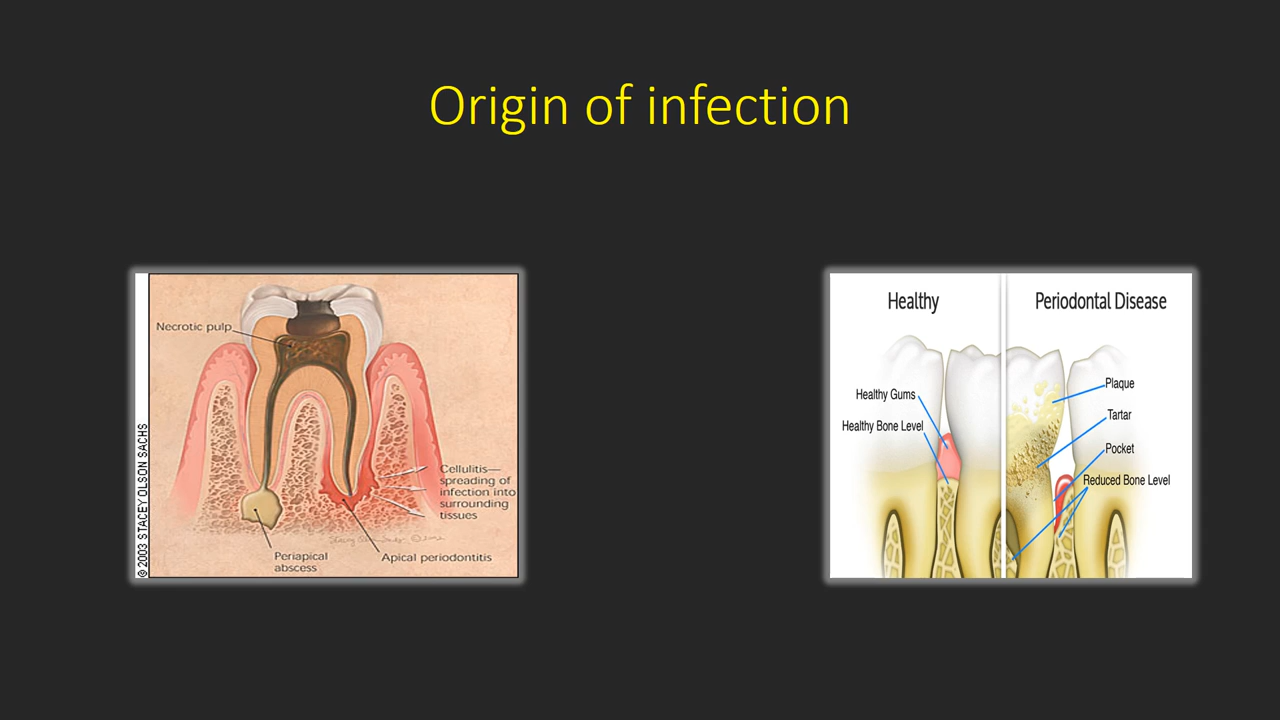 Origin of infection
© 2003 STACEY OLSON SACHS
Necrotic pulp
Cellulitis—
spreading of
infection into
surrounding
tissues
Periapical
abscess
Apical periodontitis
Healthy
Periodontal Disease
Healthy Gums
Healthy Bone Level
Plaque
Tartar
Pocket
Reduced Bone Level